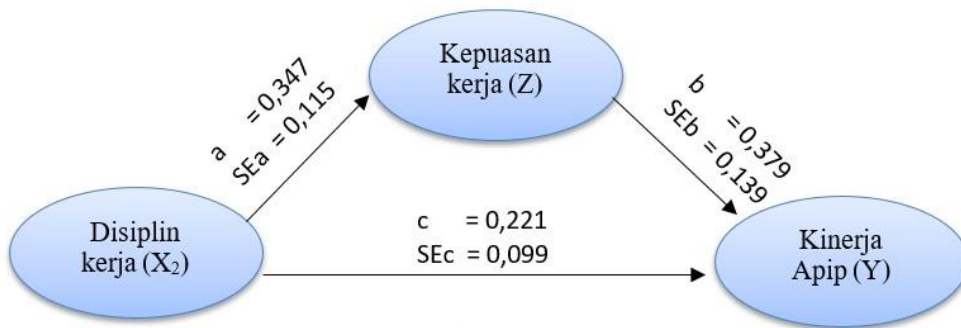 Kepuasan
kerja (Z)
a = 0,347
SEa = 0,115
b = 0,379
SEb = 0,139
Disiplin
kerja (X₂)
c = 0,221
SEc = 0,099
Kinerja
Apip (Y)